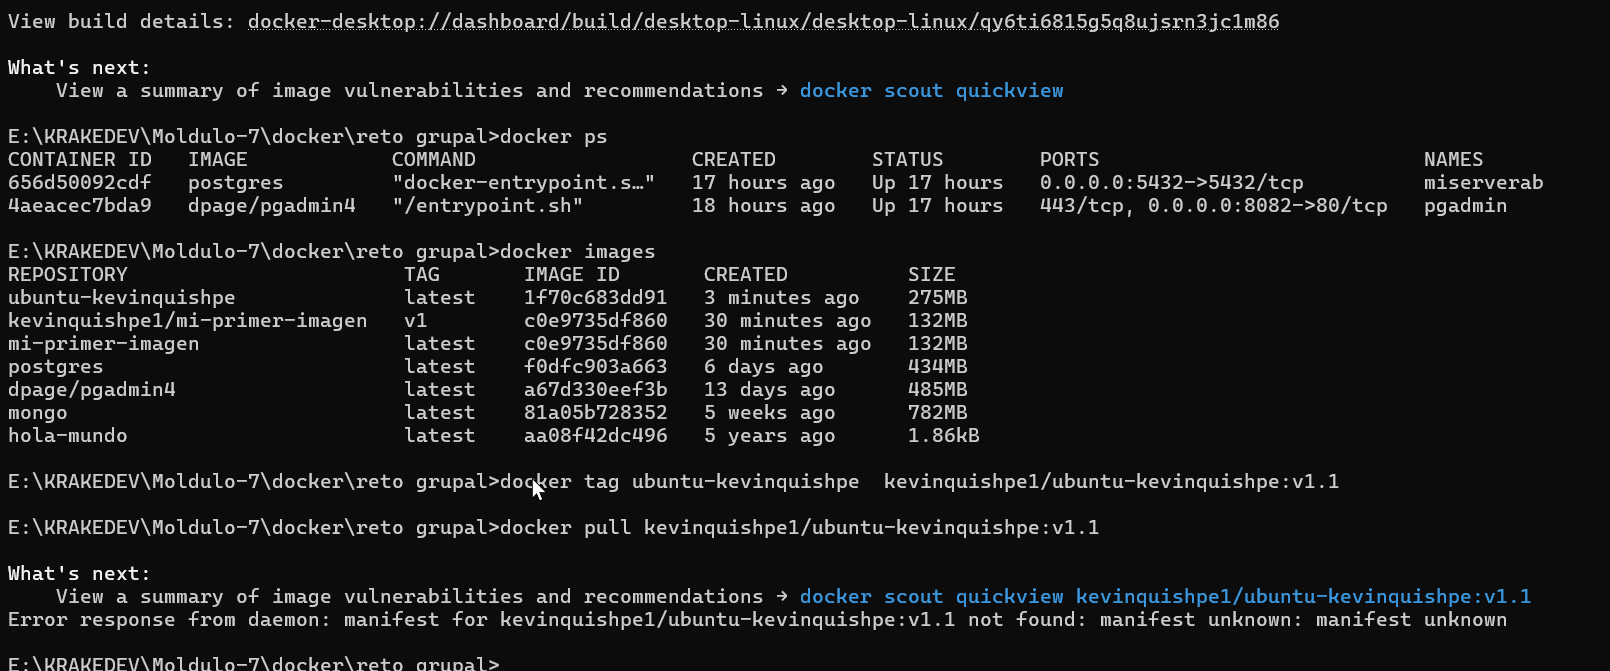 View build details: docker-desktop://dashboard/build/desktop-linux/desktop-linux/qy6ti6815g5q8ujsrn3jc1m86
What's next:
    View a summary of image vulnerabilities and recommendations → docker scout quickview
E:\KRAKEDEV\Moldulo-7\docker\reto grupal>docker ps
CONTAINER ID   IMAGE            COMMAND                  CREATED        STATUS        PORTS                           NAMES
656d50092cdf   postgres         "docker-entrypoint.s…"   17 hours ago   Up 17 hours   0.0.0.0:5432->5432/tcp          miserverab
4aeacec7bda9   dpage/pgadmin4   "/entrypoint.sh"         18 hours ago   Up 17 hours   443/tcp, 0.0.0.0:8082->80/tcp   pgadmin
E:\KRAKEDEV\Moldulo-7\docker\reto grupal>docker images
REPOSITORY                       TAG       IMAGE ID       CREATED          SIZE
ubuntu-kevinquishpe              latest    1f70c683dd91   3 minutes ago    275MB
kevinquishpe1/mi-primer-imagen   v1        c0e9735df860   30 minutes ago   132MB
mi-primer-imagen                 latest    c0e9735df860   30 minutes ago   132MB
postgres                         latest    f0dfc903a663   6 days ago       434MB
dpage/pgadmin4                   latest    a67d330eef3b   13 days ago      485MB
mongo                            latest    81a05b728352   5 weeks ago      782MB
hola-mundo                       latest    aa08f42dc496   5 years ago      1.86kB
E:\KRAKEDEV\Moldulo-7\docker\reto grupal>docker tag ubuntu-kevinquishpe  kevinquishpe1/ubuntu-kevinquishpe:v1.1
E:\KRAKEDEV\Moldulo-7\docker\reto grupal>docker pull kevinquishpe1/ubuntu-kevinquishpe:v1.1
What's next:
    View a summary of image vulnerabilities and recommendations → docker scout quickview kevinquishpe1/ubuntu-kevinquishpe:v1.1
Error response from daemon: manifest for kevinquishpe1/ubuntu-kevinquishpe:v1.1 not found: manifest unknown: manifest unknown
E:\KRAKEDEV\Moldulo-7\docker\reto grupal>